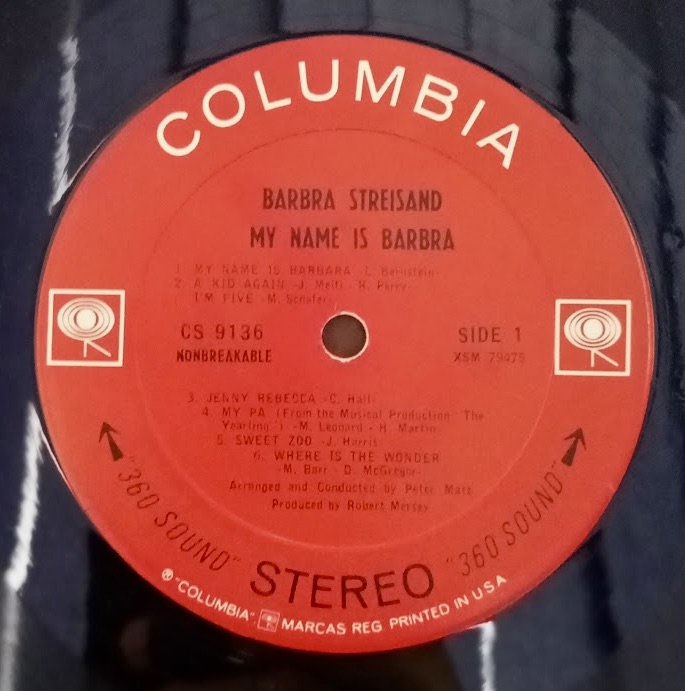 COLUMBIA
BARBRA STREISAND
MY NAME IS BARBRA
1. MY NAME IS BARBARA -L. Bernstein-
2. A KID AGAIN -J. Melfi - R. Perry-
I'M FIVE -M. Schafer-
CS 9136 SIDE 1
NONBREAKABLE XSM 79475
3. JENNY REBECCA -C. Hall-
4. MY PA (From the Musical Production "The
Yearling") -M. Leonard - H. Martin-
5. SWEET ZOO -J. Harris-
6. WHERE IS THE WONDER
-M. Barr - D. McGregor-
Arranged and Conducted by Peter Matz
Produced by Robert Mersey
"360 SOUND" STEREO "360 SOUND"
® "COLUMBIA", MARCAS REG. PRINTED IN U.S.A.